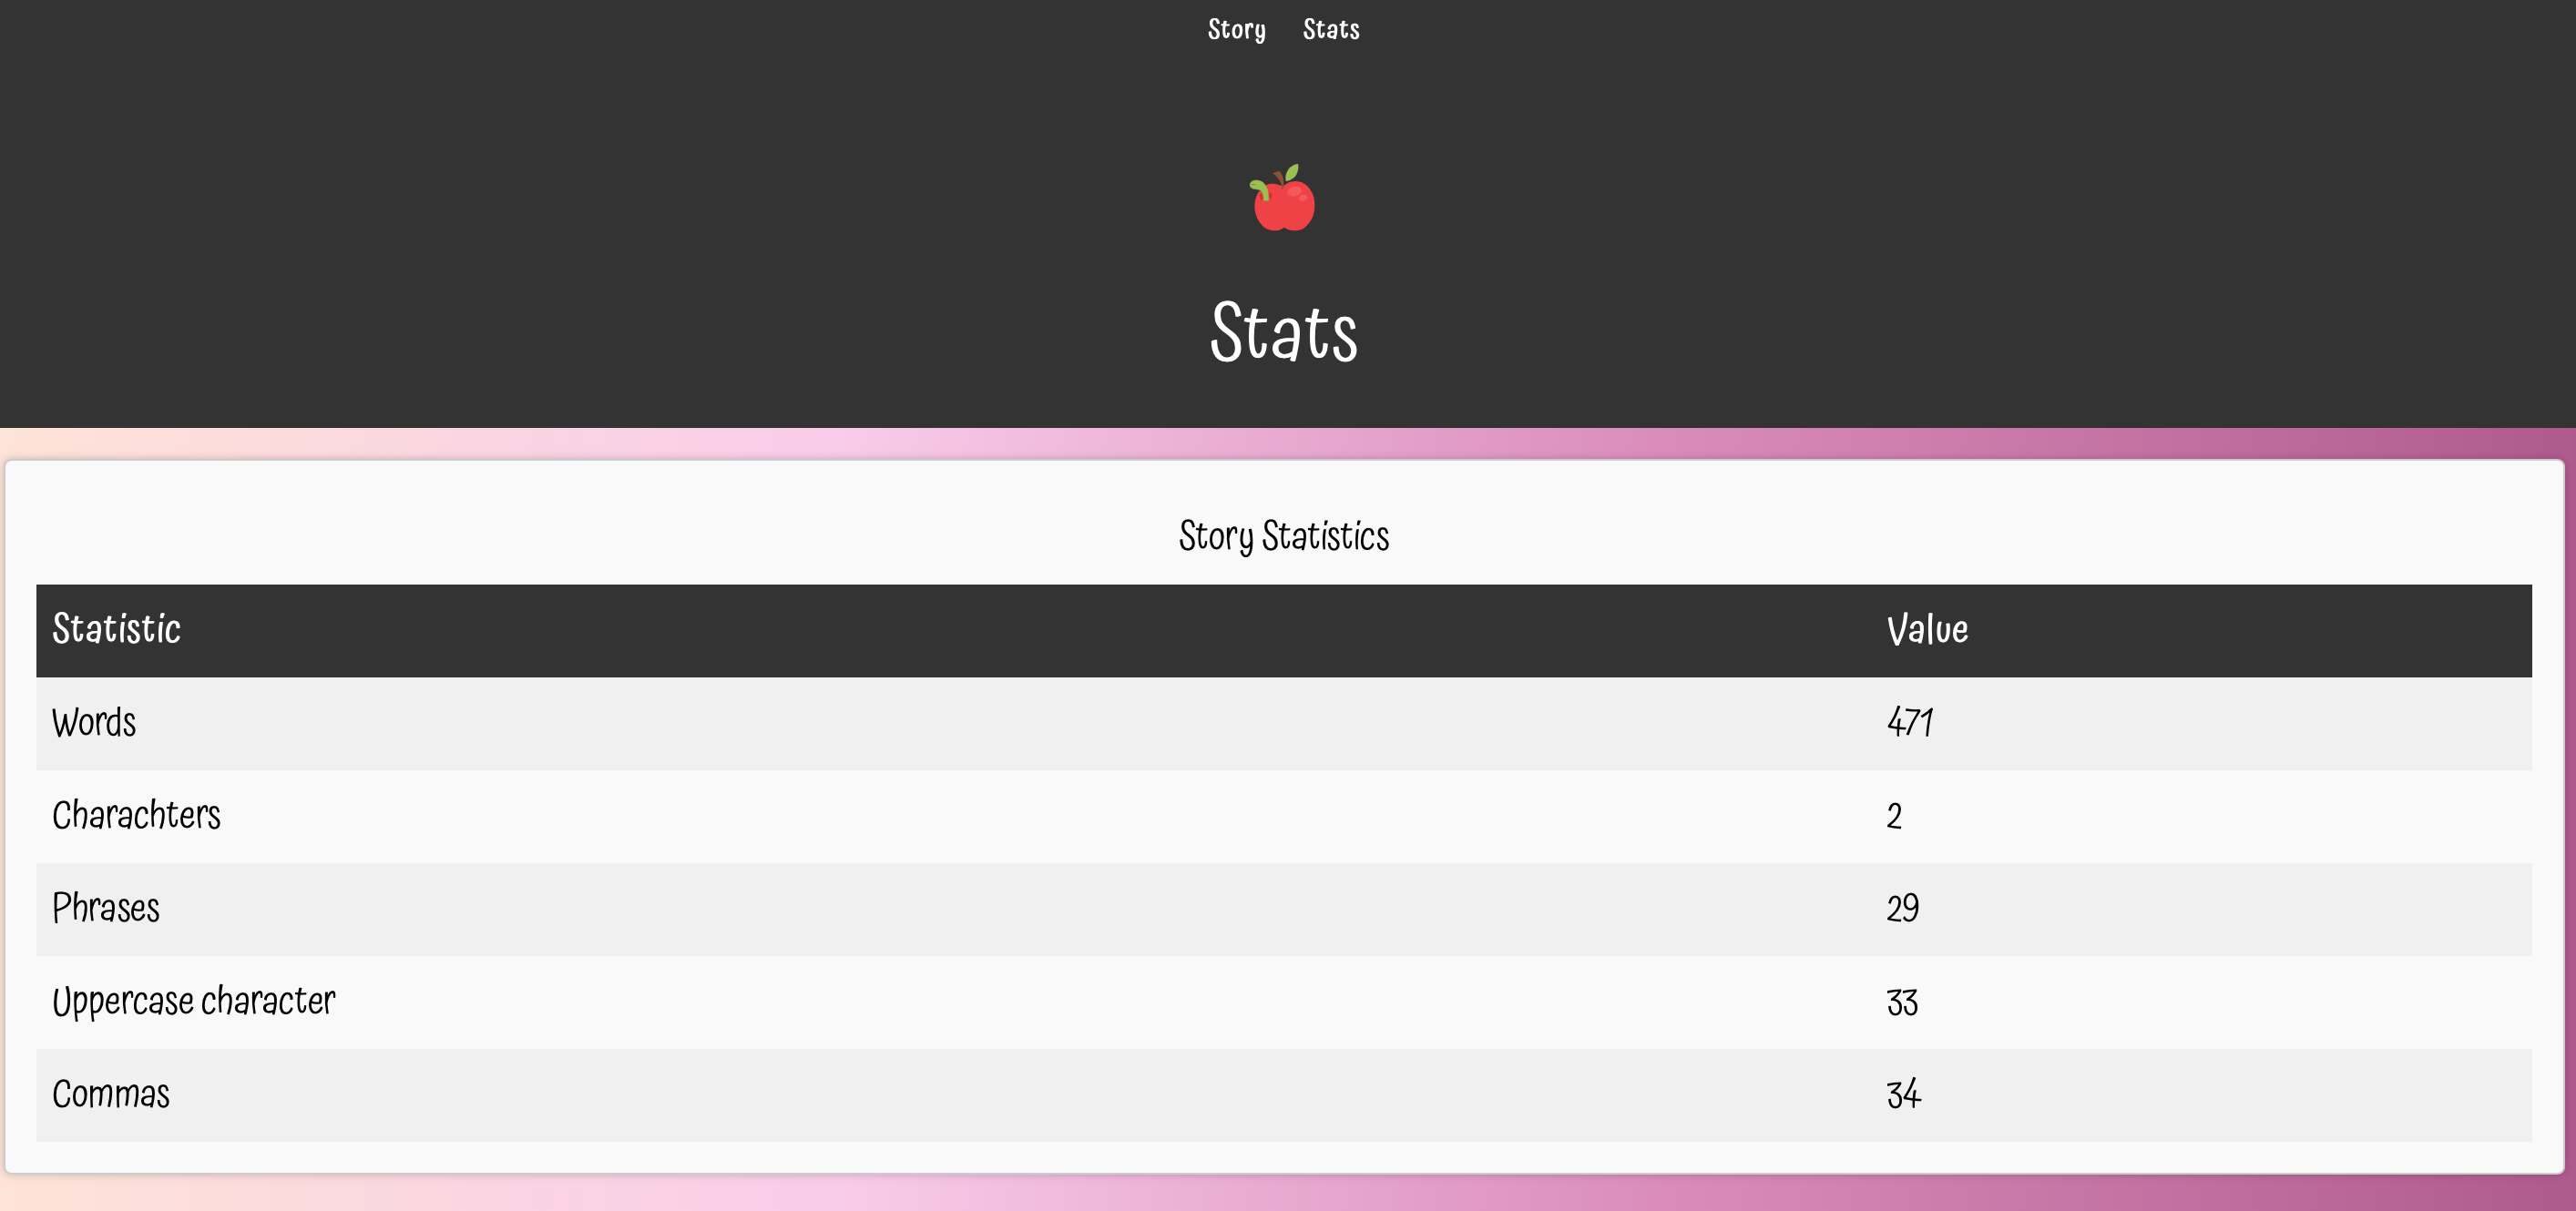 Story Stats
Stats
Story Statistics
Statistic Value
Words 471
Charachters 2
Phrases 29
Uppercase character 33
Commas 34